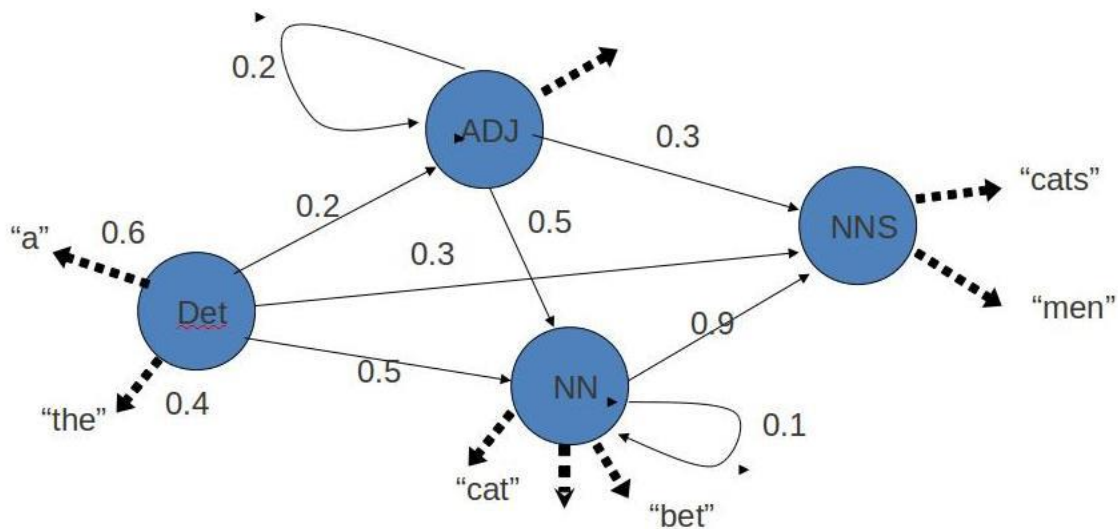 0.2
ADJ
0.3
"cats"
0.2
0.5
NNS
"a"
0.6
0.3
"men"
Det
0.9
0.5
NN
"the"
0.4
0.1
"cat"
"bet"